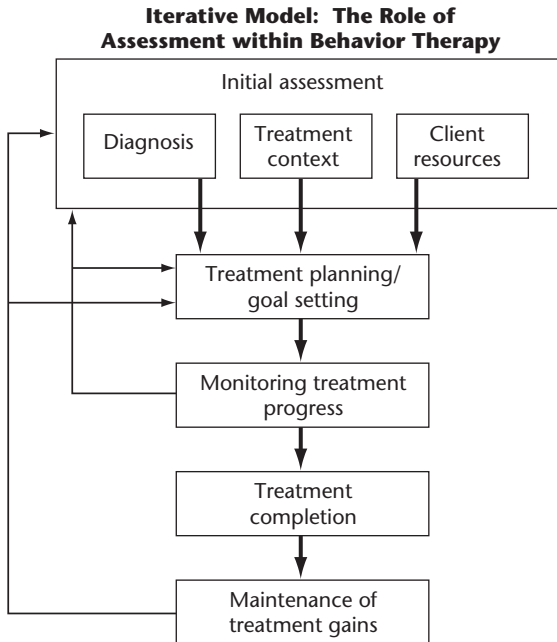 Iterative Model: The Role of
Assessment within Behavior Therapy
Initial assessment
Diagnosis
Treatment
context
Client
resources
Treatment planning/
goal setting
Monitoring treatment
progress
Treatment
completion
Maintenance of
treatment gains